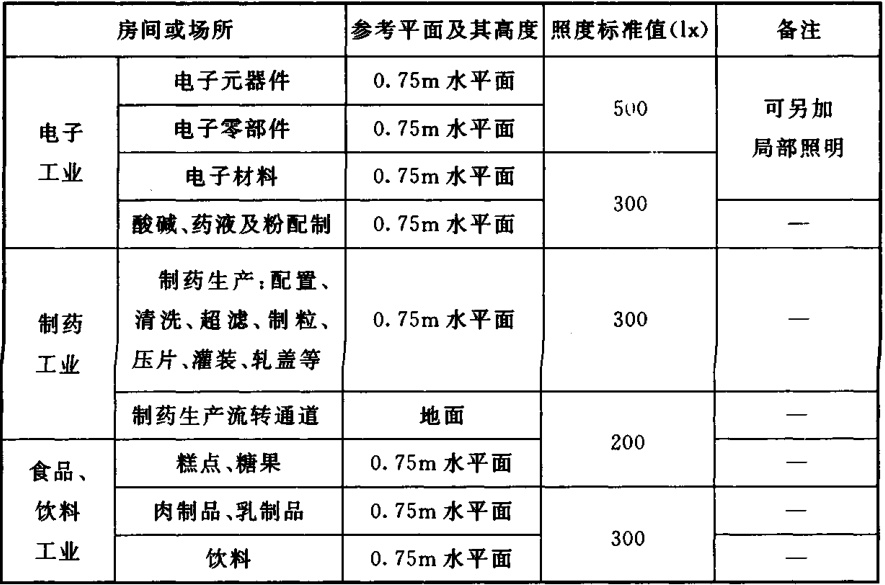 房间或场所 参考平面及其高度 照度标准值(lx) 备注
电子工业 电子元器件 0.75m 水平面 500 可另加局部照明
电子零部件 0.75m 水平面
电子材料 0.75m 水平面 300
酸碱、药液及粉配制 0.75m 水平面 —
制药工业 制药生产:配置、
清洗、超滤、制粒、 0.75m 水平面 300 —
压片、灌装、轧盖等
制药生产流转通道 地面 200 —
食品、饮料工业 糕点、糖果 0.75m 水平面 —
肉制品、乳制品 0.75m 水平面 300 —
饮料 0.75m 水平面 —